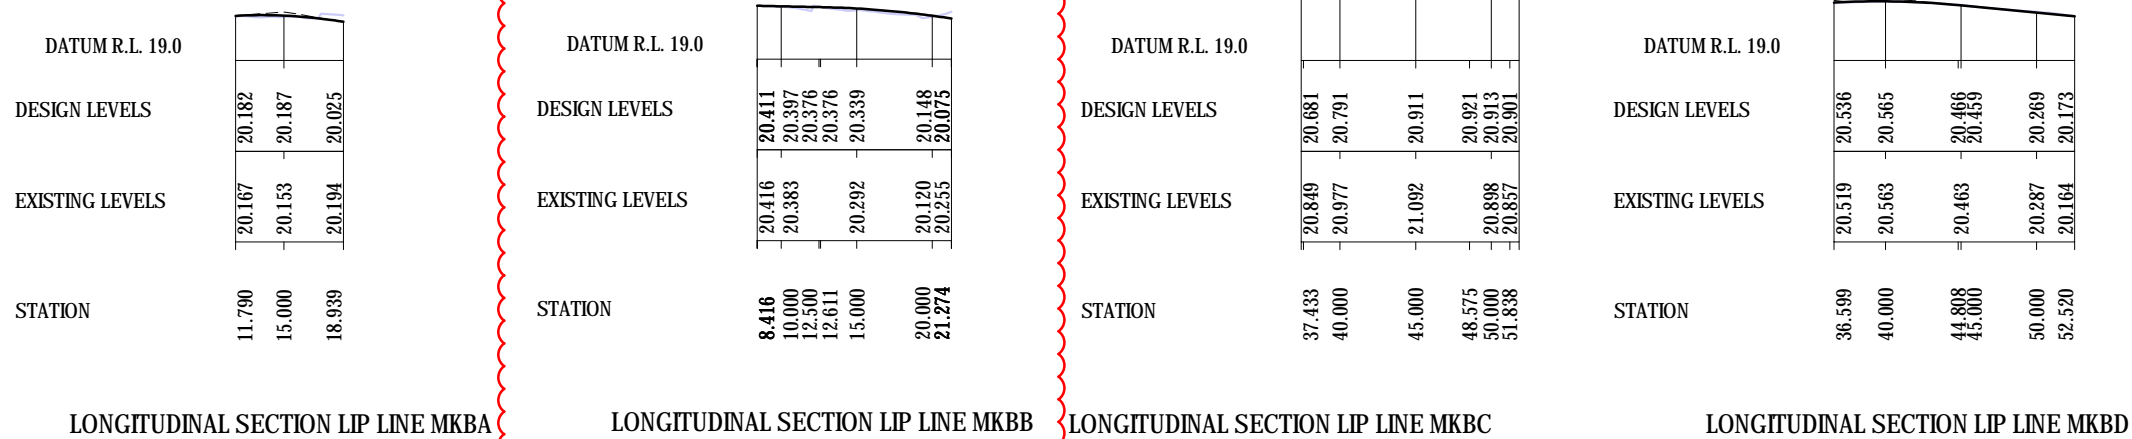 DATUM R.L. 19.0
DESIGN LEVELS 20.182 20.187 20.025
EXISTING LEVELS 20.167 20.153 20.194
STATION 11.790 15.000 18.939
LONGITUDINAL SECTION LIP LINE MKBA
DATUM R.L. 19.0
DESIGN LEVELS 20.411 20.397 20.376 20.376 20.339 20.148 20.075
EXISTING LEVELS 20.416 20.383 20.292 20.120 20.255
STATION 8.416 10.000 12.500 12.611 15.000 20.000 21.274
LONGITUDINAL SECTION LIP LINE MKBB
DATUM R.L. 19.0
DESIGN LEVELS 20.681 20.791 20.911 20.921 20.913 20.901
EXISTING LEVELS 20.849 20.977 21.092 20.898 20.857
STATION 37.433 40.000 45.000 48.575 50.000 51.838
LONGITUDINAL SECTION LIP LINE MKBC
DATUM R.L. 19.0
DESIGN LEVELS 20.536 20.565 20.466 20.459 20.269 20.173
EXISTING LEVELS 20.519 20.563 20.463 20.287 20.164
STATION 36.599 40.000 44.808 45.000 50.000 52.520
LONGITUDINAL SECTION LIP LINE MKBD